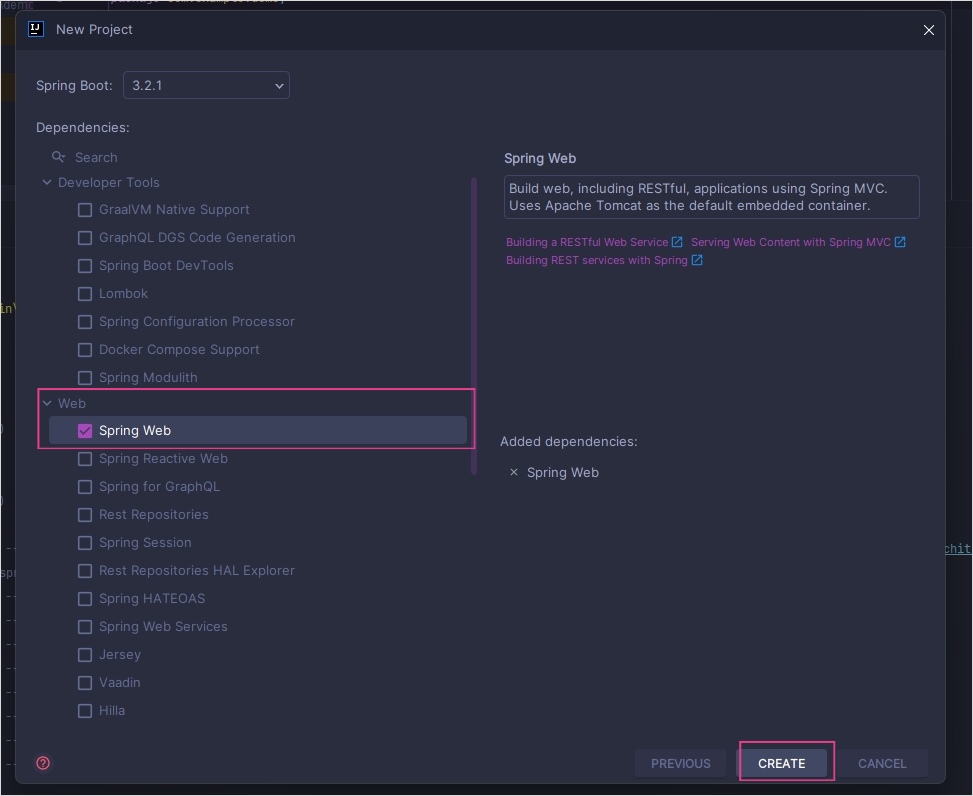 New Project
Spring Boot: 3.2.1
Dependencies:
Search
Developer Tools
GraalVM Native Support
GraphQL DGS Code Generation
Spring Boot DevTools
Lombok
Spring Configuration Processor
Docker Compose Support
Spring Modulith
Web
Spring Web
Spring Reactive Web
Spring for GraphQL
Rest Repositories
Spring Session
Rest Repositories HAL Explorer
Spring HATEOAS
Spring Web Services
Jersey
Vaadin
Hilla
Spring Web
Build web, including RESTful, applications using Spring MVC.
Uses Apache Tomcat as the default embedded container.
Building a RESTful Web Service Serving Web Content with Spring MVC
Building REST services with Spring
Added dependencies:
× Spring Web
chit
? PREVIOUS CREATE CANCEL